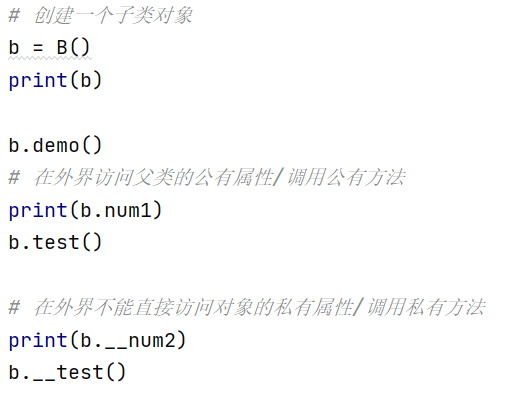 # 创建一个子类对象
b = B()
print(b)
b.demo()
# 在外界访问父类的公有属性/调用公有方法
print(b.num1)
b.test()
# 在外界不能直接访问对象的私有属性/调用私有方法
print(b.__num2)
b.__test()